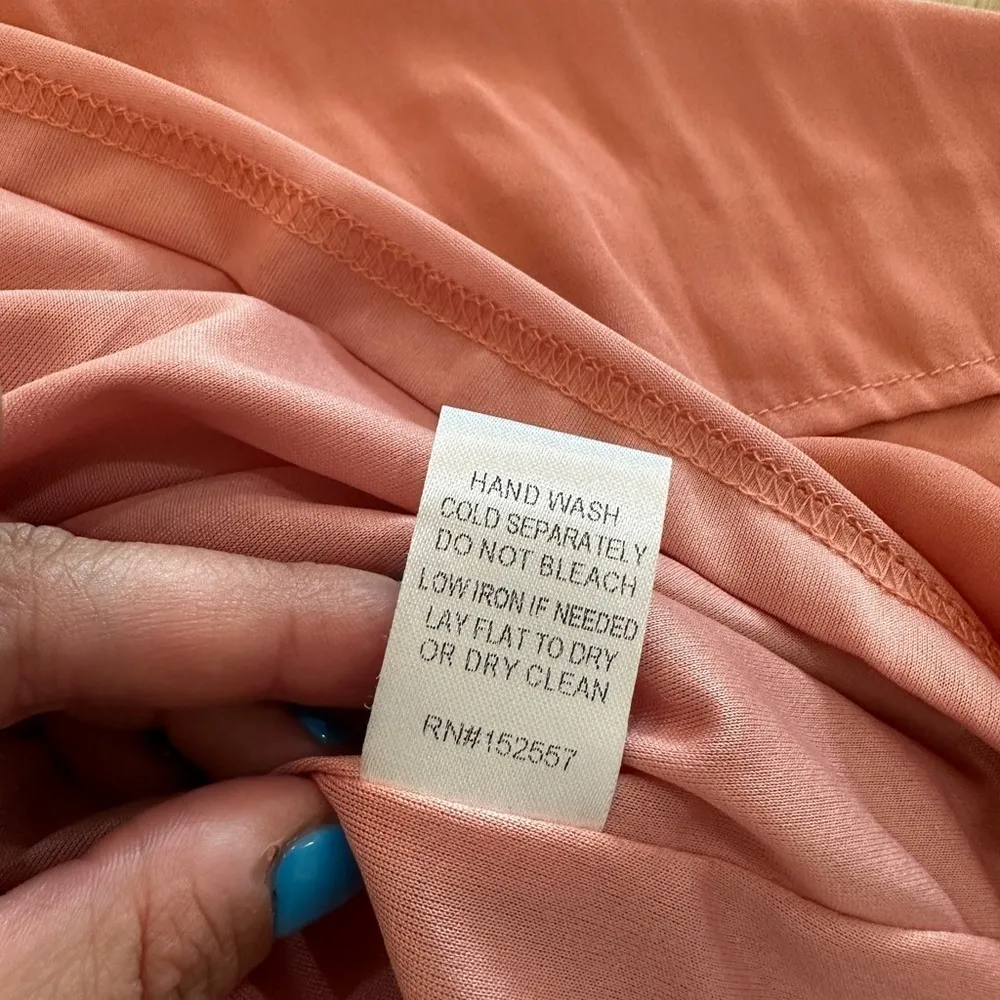 HAND WASH
COLD SEPARATELY
DO NOT BLEACH
LOW IRON IF NEEDED
LAY FLAT TO DRY
OR DRY CLEAN
RN#152557